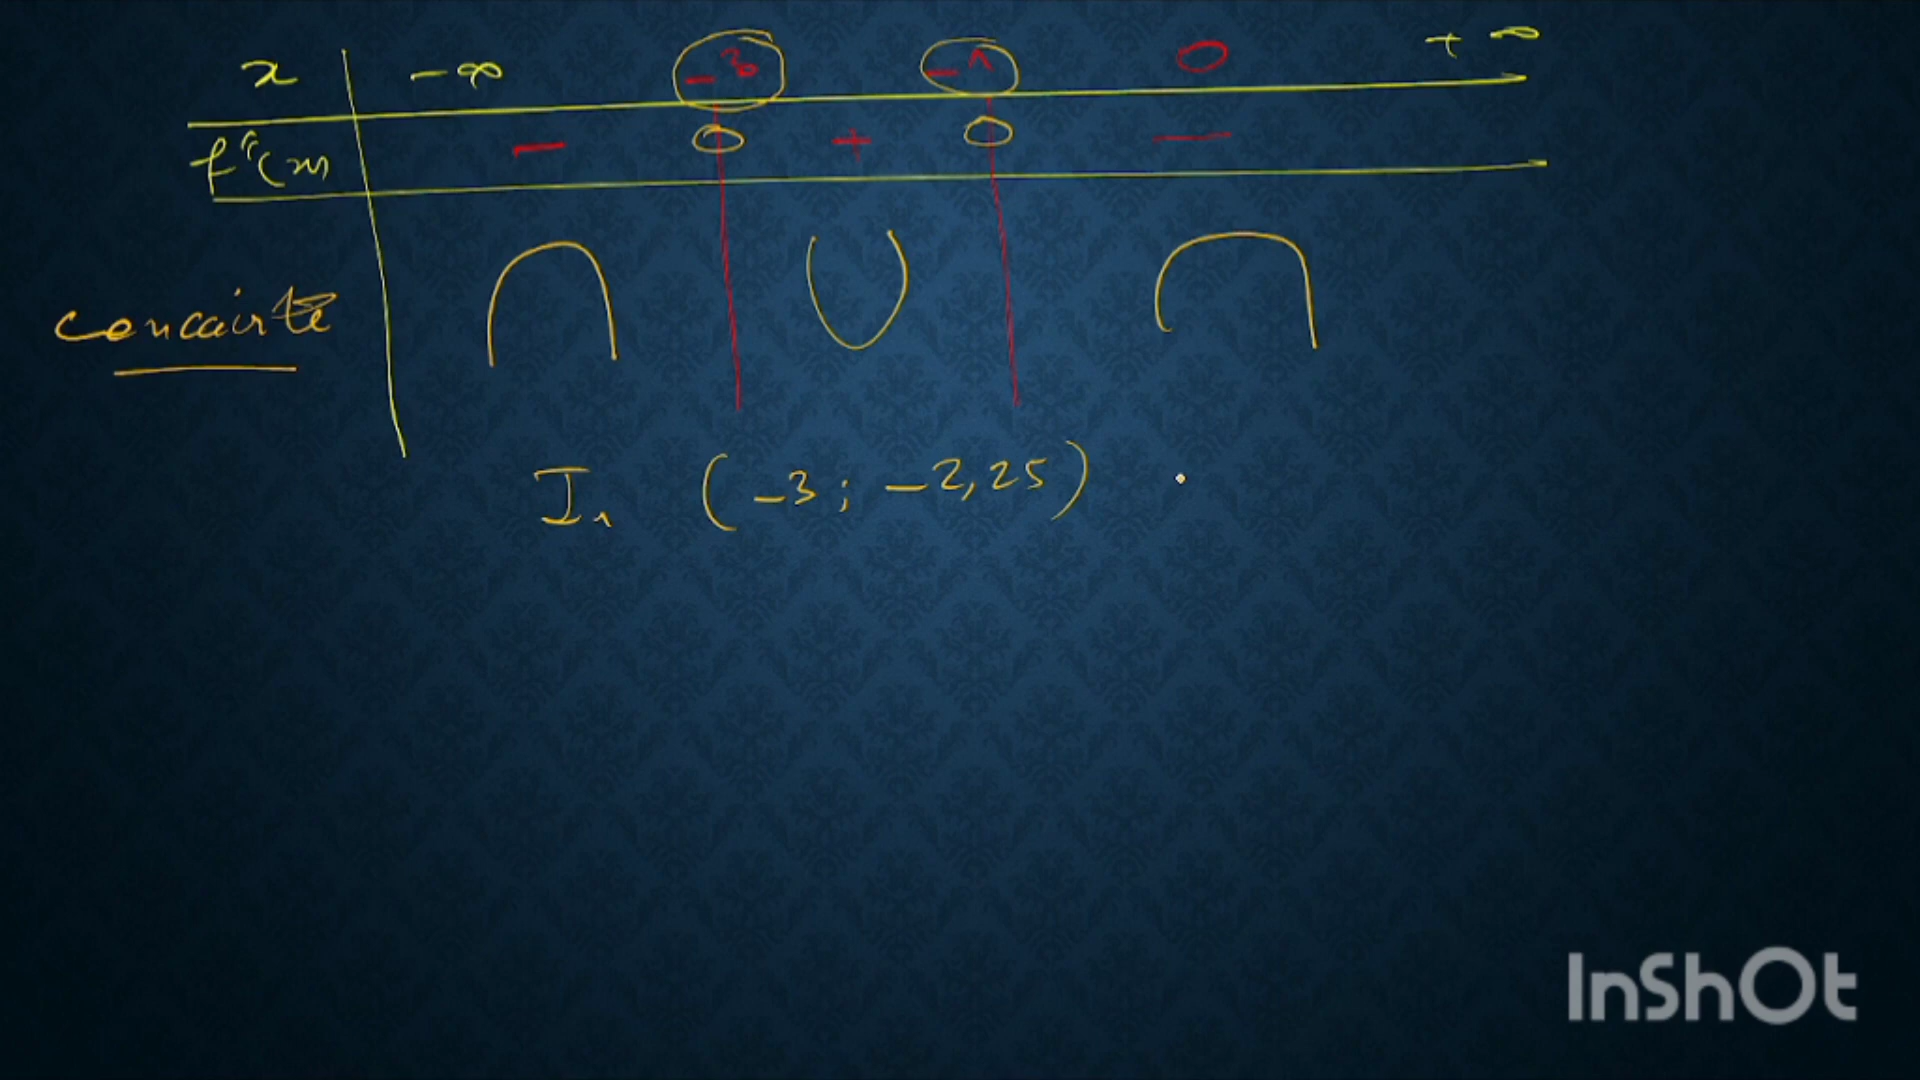 x -∞ -3 -1 0 +∞
f"(x) - 0 + 0 -
concavité
I₁ (-3; -2,25)
InShOt